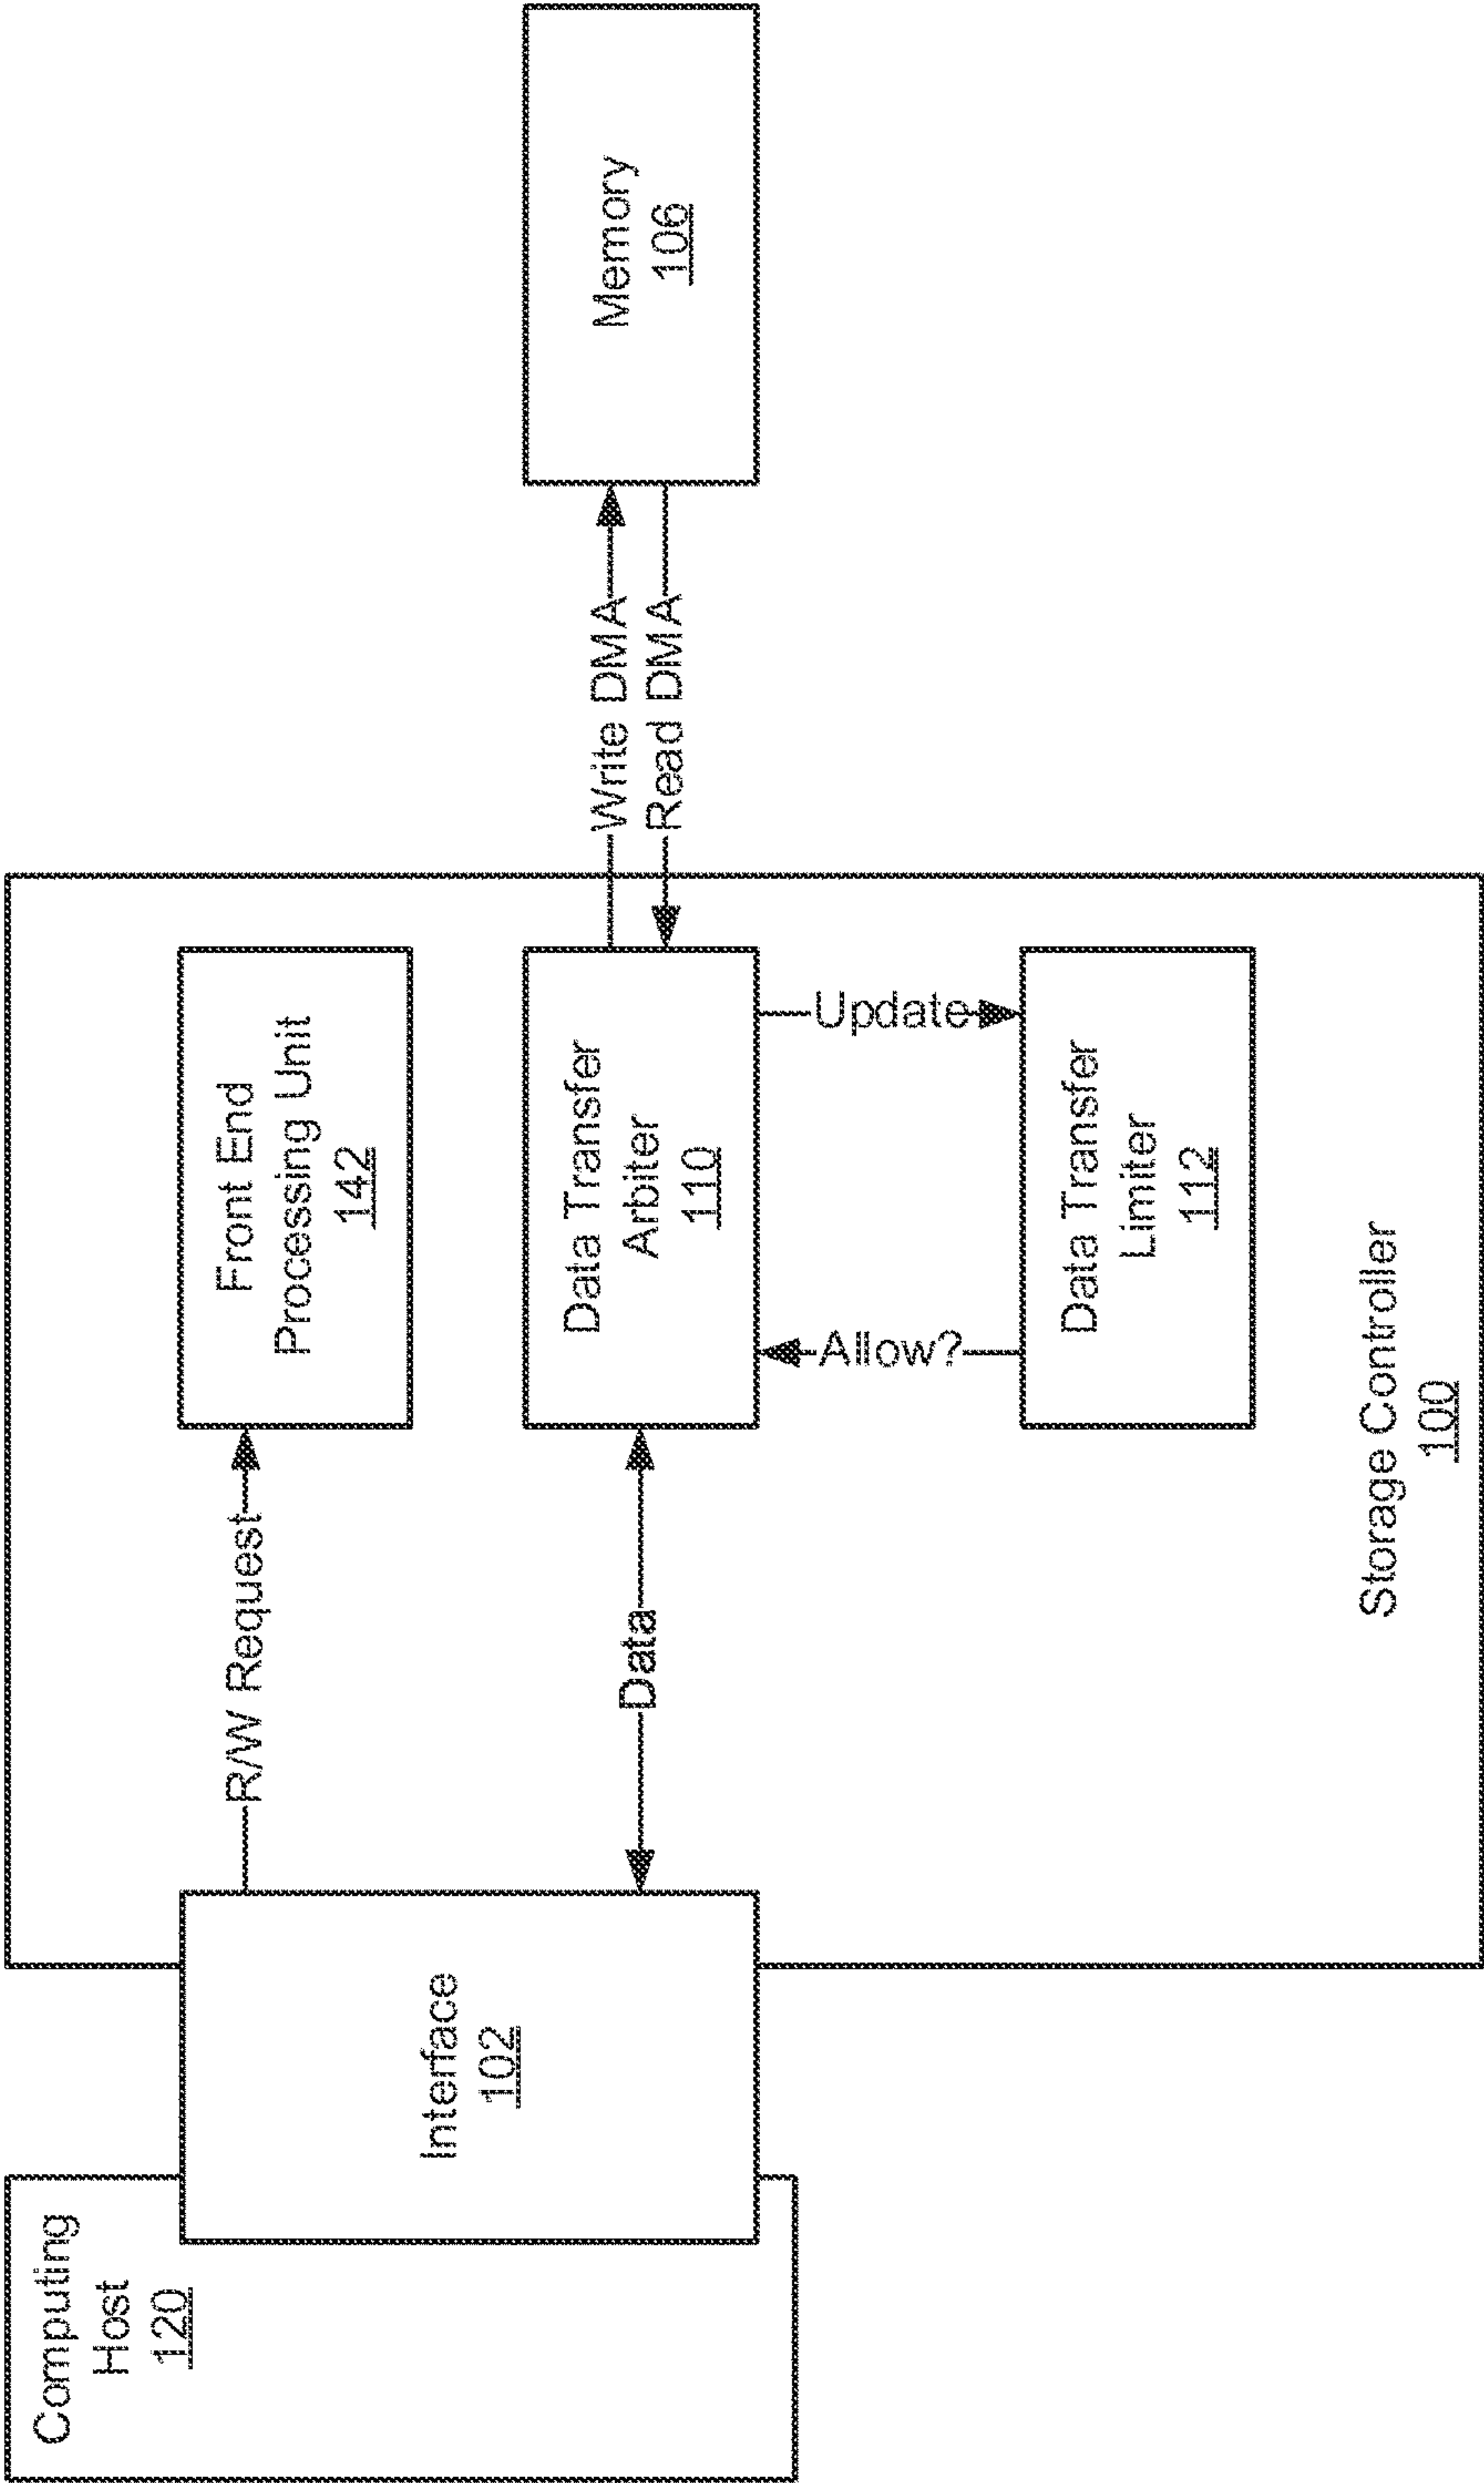 Computing
Host
120
Interface
102
R/W Request
Data
Front End
Processing Unit
142
Data Transfer
Arbiter
110
Allow?
Update
Data Transfer
Limiter
112
Storage Controller
100
Write DMA
Read DMA
Memory
106